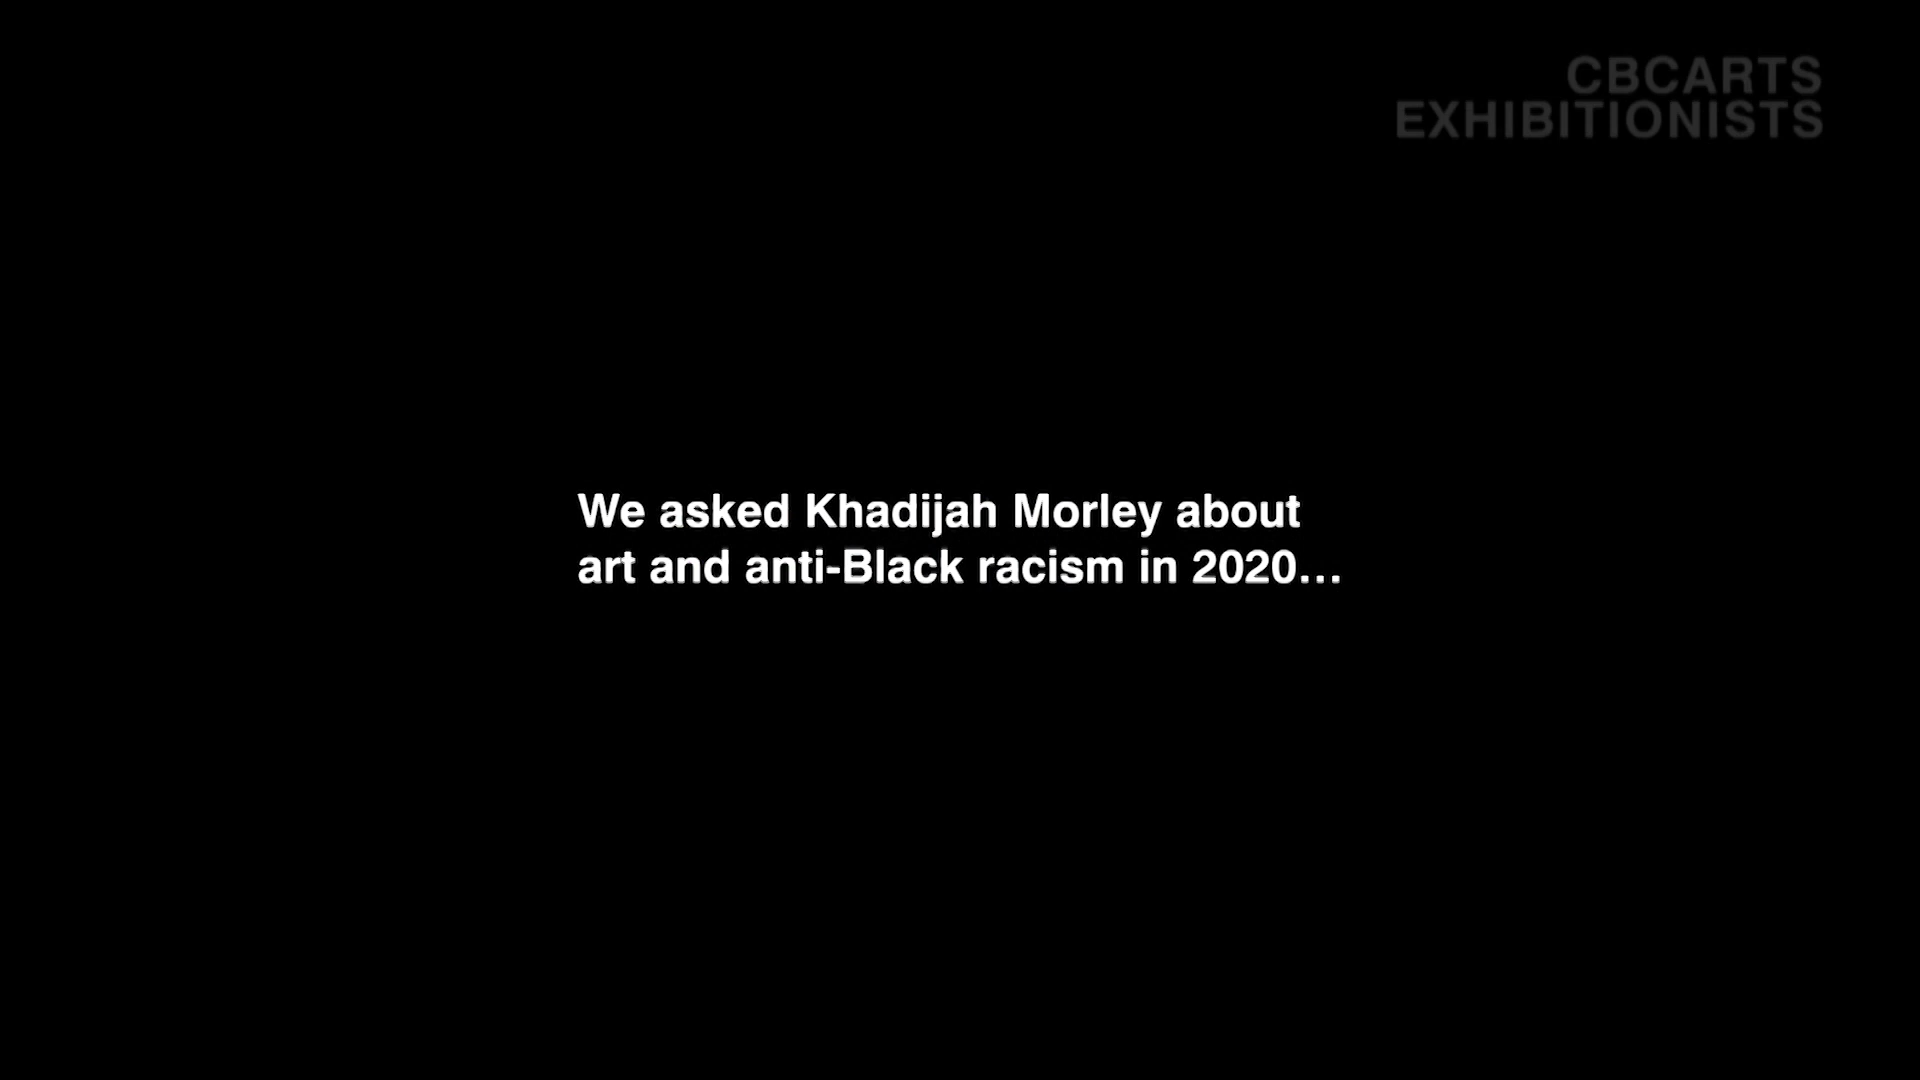 CBCARTS
EXHIBITIONISTS
We asked Khadijah Morley about
art and anti-Black racism in 2020...